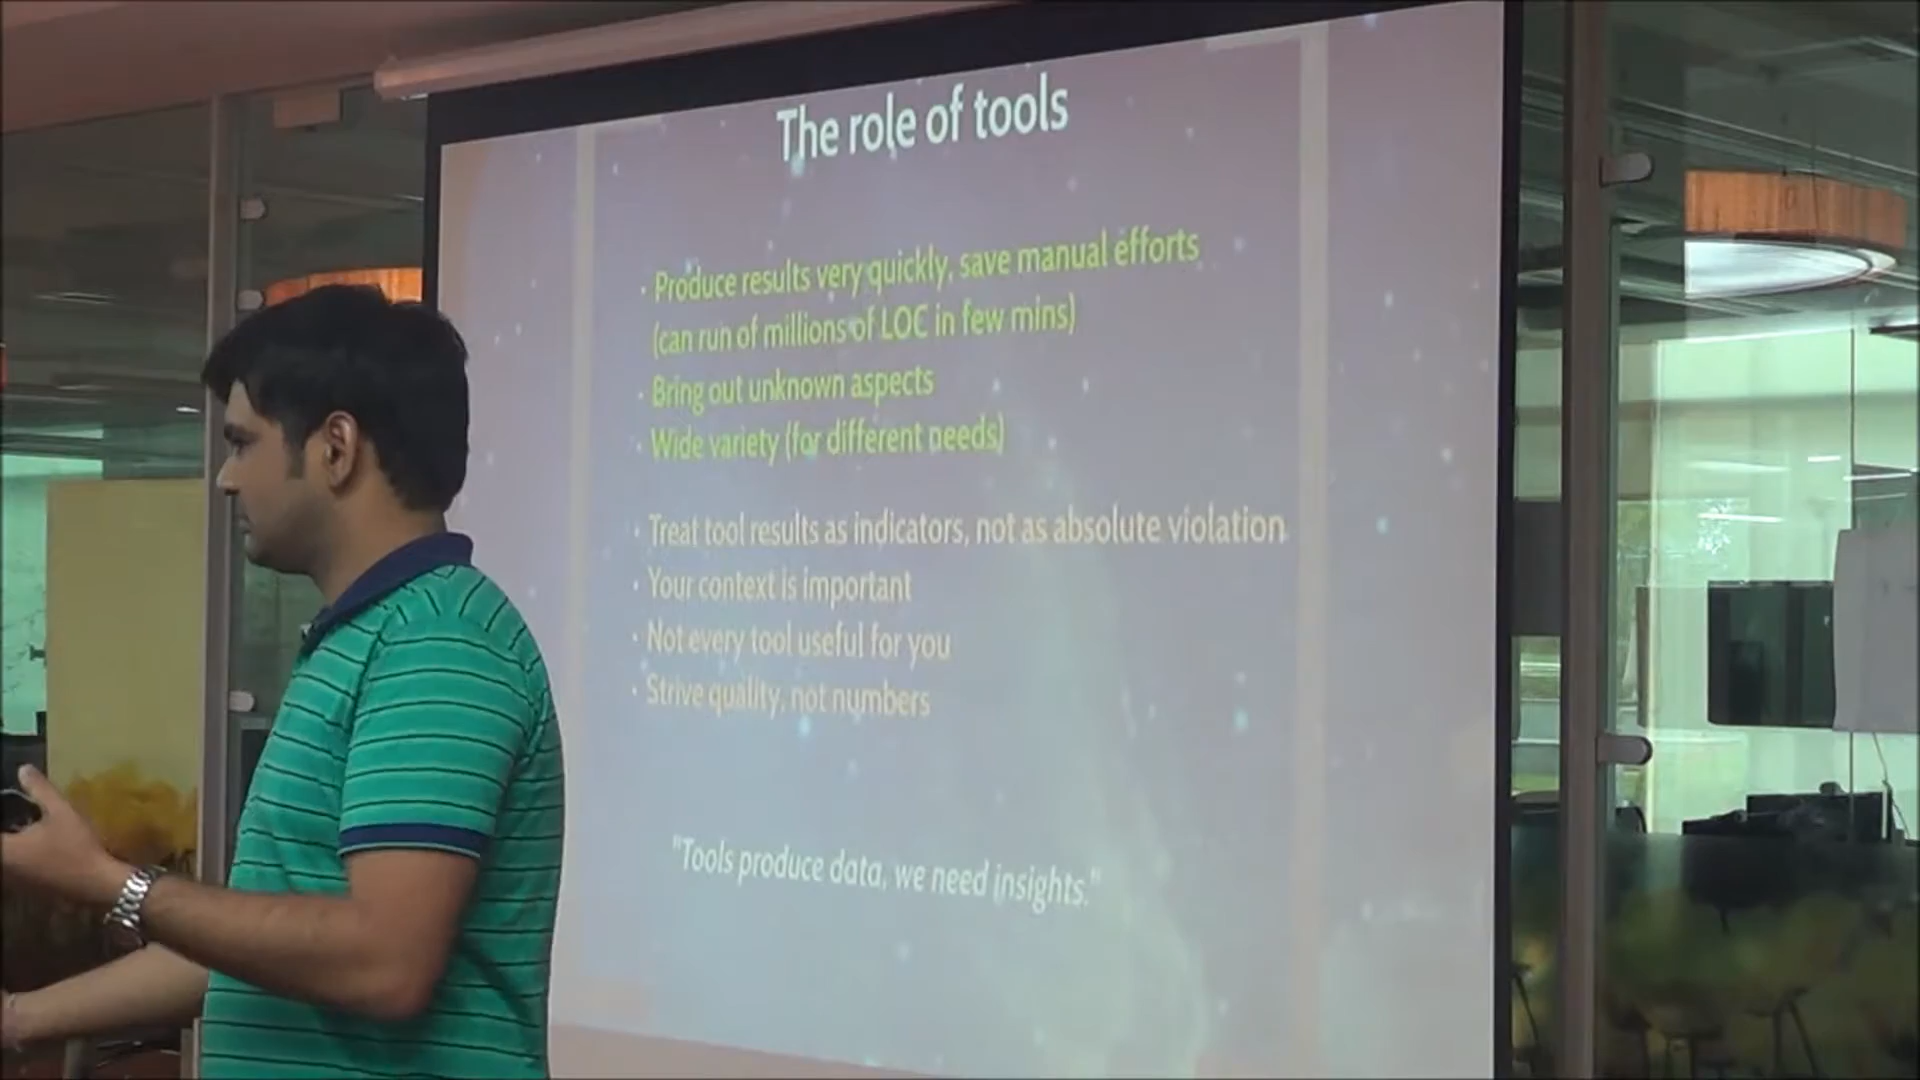 The role of tools
· Produce results very quickly, save manual efforts
(can run of millions of LOC in few mins)
· Bring out unknown aspects
· Wide variety (for different needs)
· Treat tool results as indicators, not as absolute violation
· Your context is important
· Not every tool useful for you
· Strive quality, not numbers
"Tools produce data, we need insights."